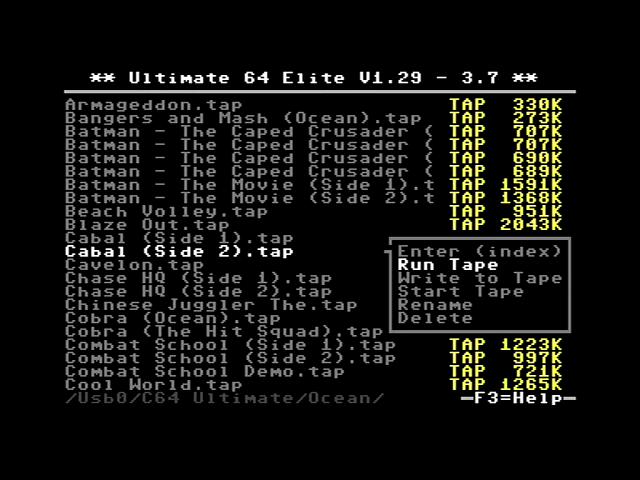 ** Ultimate 64 Elite V1.29 - 3.7 **
Armageddon.tap TAP 330K
Bangers and Mash (Ocean).tap TAP 273K
Batman - The Caped Crusader ( TAP 707K
Batman - The Caped Crusader ( TAP 707K
Batman - The Caped Crusader ( TAP 690K
Batman - The Caped Crusader ( TAP 689K
Batman - The Movie (Side 1).t TAP 1591K
Batman - The Movie (Side 2).t TAP 1368K
Beach Volley.tap TAP 951K
Blaze Out.tap TAP 2043K
Cabal (Side 1).tap
Cabal (Side 2).tap Enter (index)
Cavelon.tap Run Tape
Chase HQ (Side 1).tap Write to Tape
Chase HQ (Side 2).tap Start Tape
Chinese Juggler The.tap Rename
Cobra (Ocean).tap Delete
Cobra (The Hit Squad).tap
Combat School (Side 1).tap TAP 1223K
Combat School (Side 2).tap TAP 997K
Combat School Demo.tap TAP 721K
Cool World.tap TAP 1265K
/Usb0/C64 Ultimate/Ocean/ F3=Help